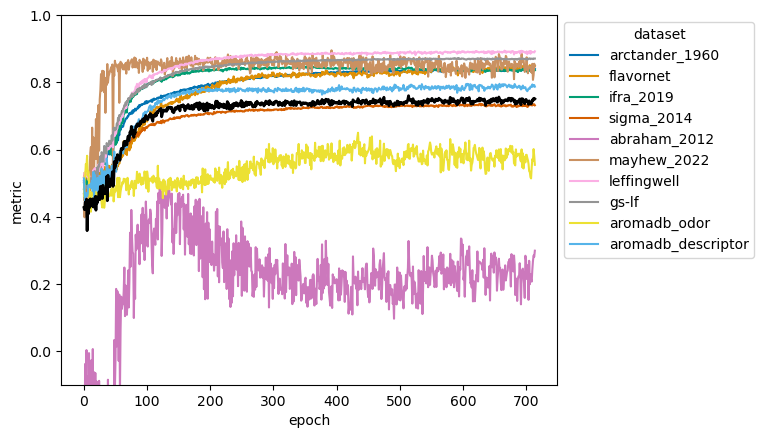 1.0
0.8
0.6
0.4
0.2
0.0
metric
0
100
200
300
400
500
600
700
epoch
dataset
arctander_1960
flavornet
ifra_2019
sigma_2014
abraham_2012
mayhew_2022
leffingwell
gs-lf
aromadb_odor
aromadb_descriptor